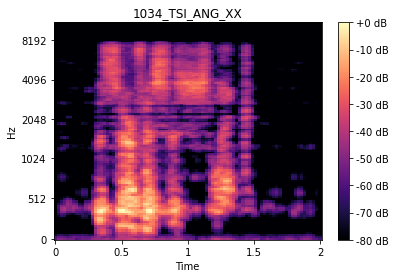 1034_TSI_ANG_XX
+0 dB
8192
-10 dB
4096
-20 dB
-30 dB
2048
Hz
-40 dB
1024
-50 dB
512
-60 dB
-70 dB
0
-80 dB
0
0.5
1
1.5
2
Time